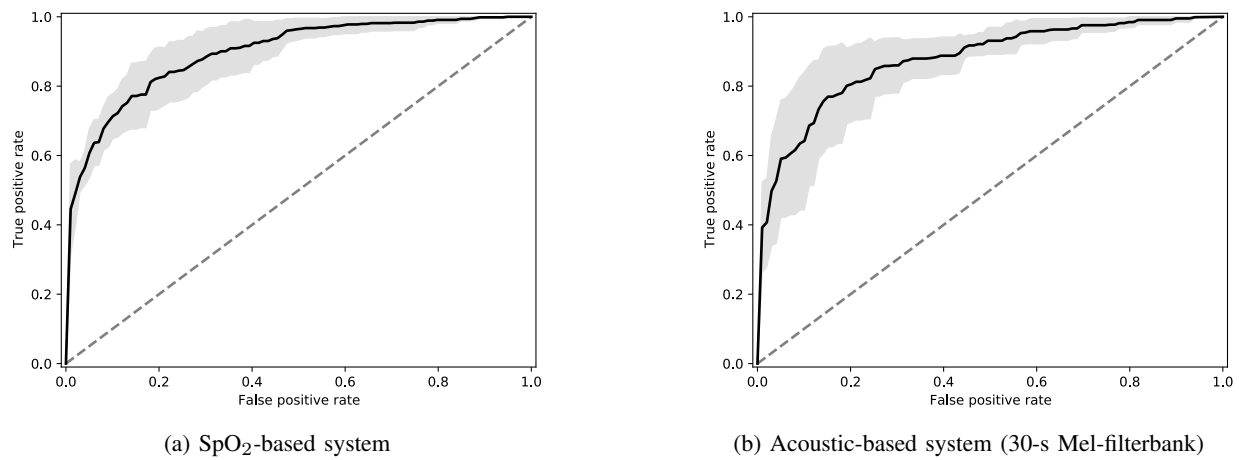 1.0
0.8
0.6
0.4
0.2
0.0
True positive rate
0.0 0.2 0.4 0.6 0.8 1.0
False positive rate
(a) SpO₂-based system
1.0
0.8
0.6
0.4
0.2
0.0
True positive rate
0.0 0.2 0.4 0.6 0.8 1.0
False positive rate
(b) Acoustic-based system (30-s Mel-filterbank)